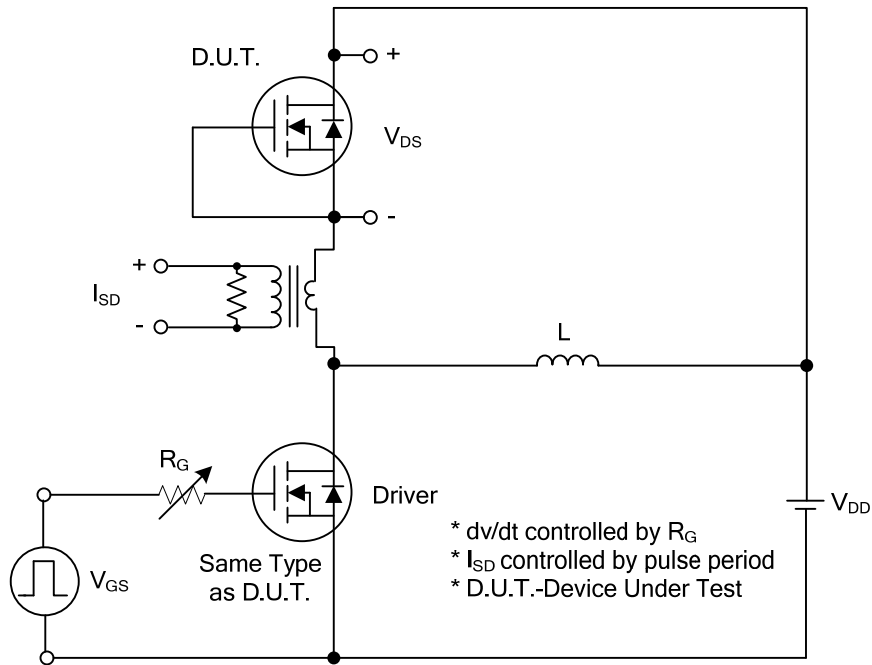 D.U.T.
+
V_DS
-
+
I_SD
-
L
R_G
Driver
V_GS
Same Type
as D.U.T.
V_DD
* dv/dt controlled by R_G
* I_SD controlled by pulse period
* D.U.T.-Device Under Test